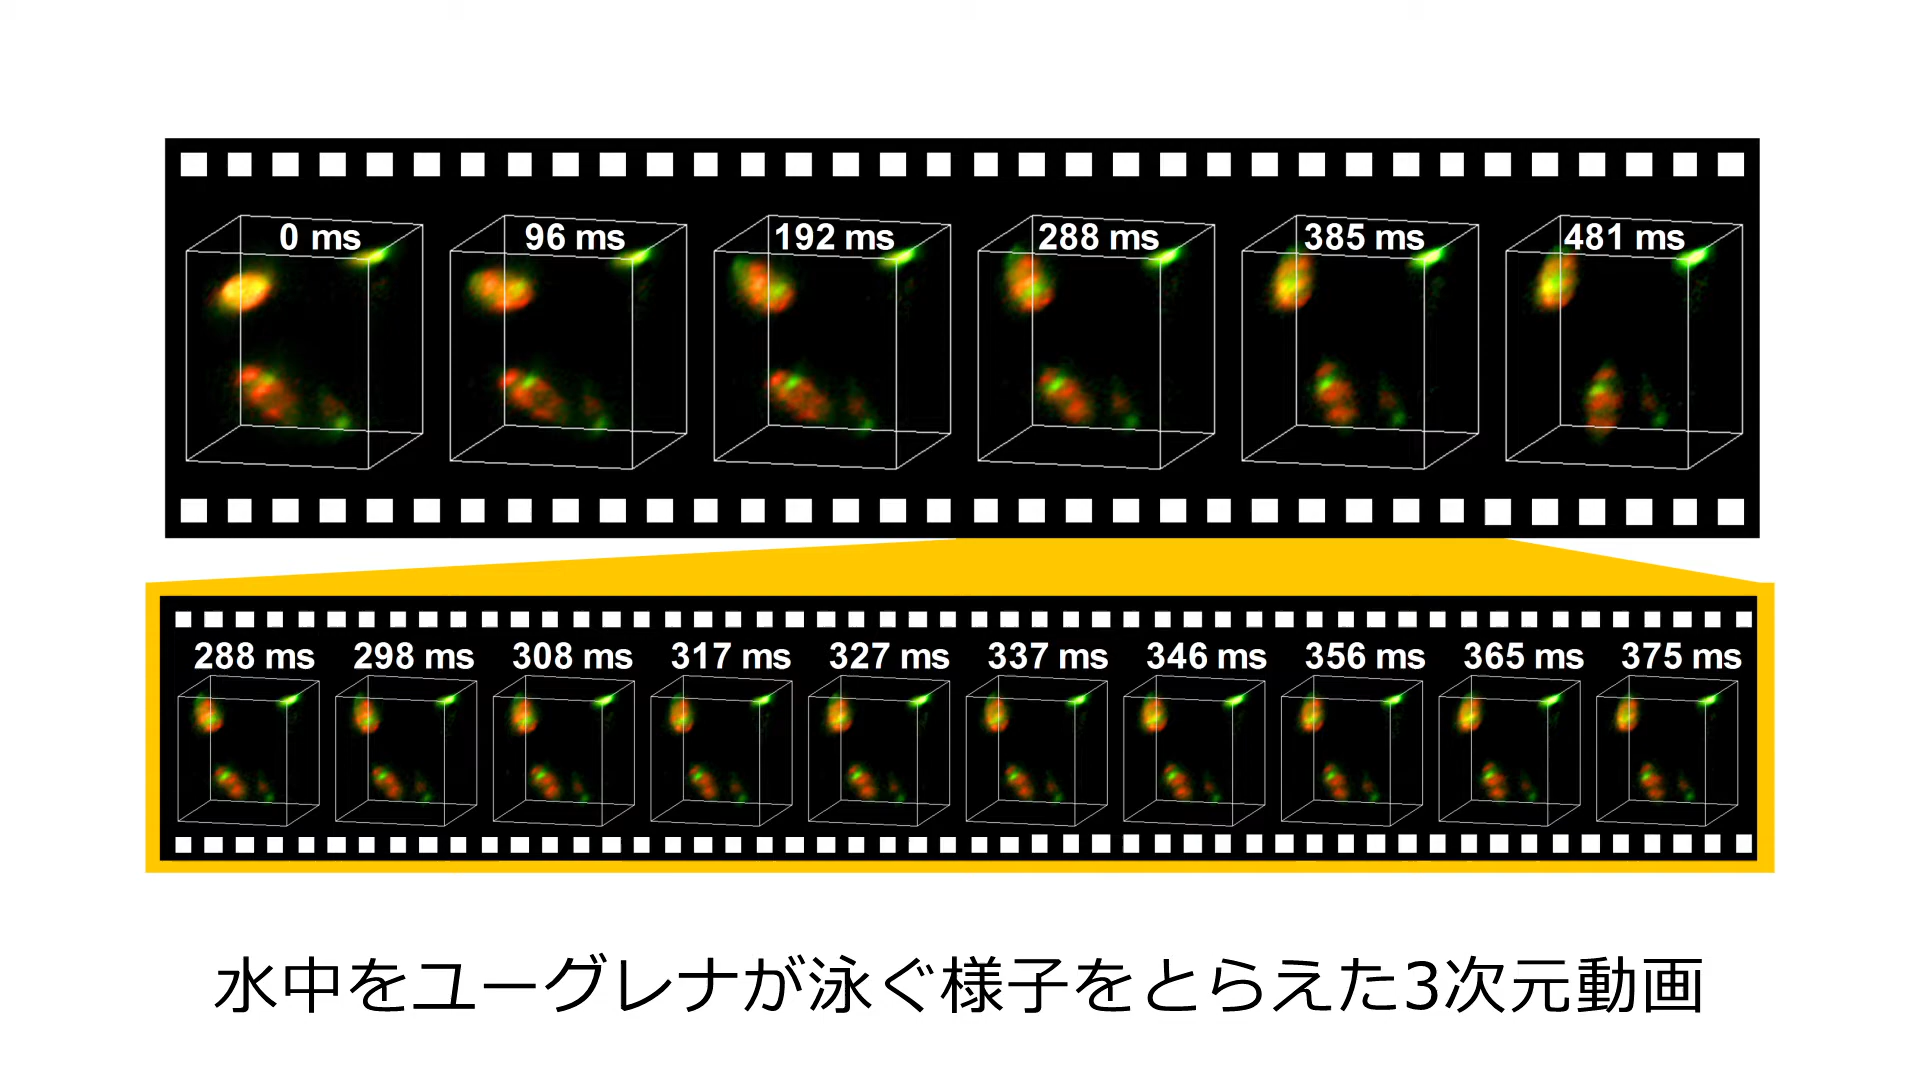 0 ms 96 ms 192 ms 288 ms 385 ms 481 ms
288 ms 298 ms 308 ms 317 ms 327 ms 337 ms 346 ms 356 ms 365 ms 375 ms
水中をユーグレナが泳ぐ様子をとらえた3次元動画